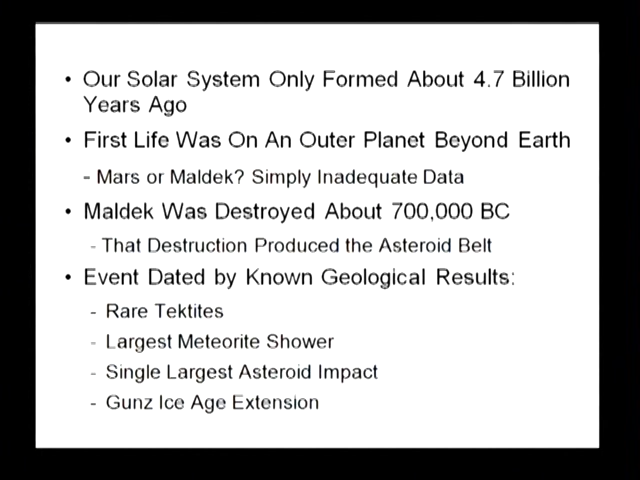 • Our Solar System Only Formed About 4.7 Billion
Years Ago
• First Life Was On An Outer Planet Beyond Earth
- Mars or Maldek? Simply Inadequate Data
• Maldek Was Destroyed About 700,000 BC
- That Destruction Produced the Asteroid Belt
• Event Dated by Known Geological Results:
- Rare Tektites
- Largest Meteorite Shower
- Single Largest Asteroid Impact
- Gunz Ice Age Extension